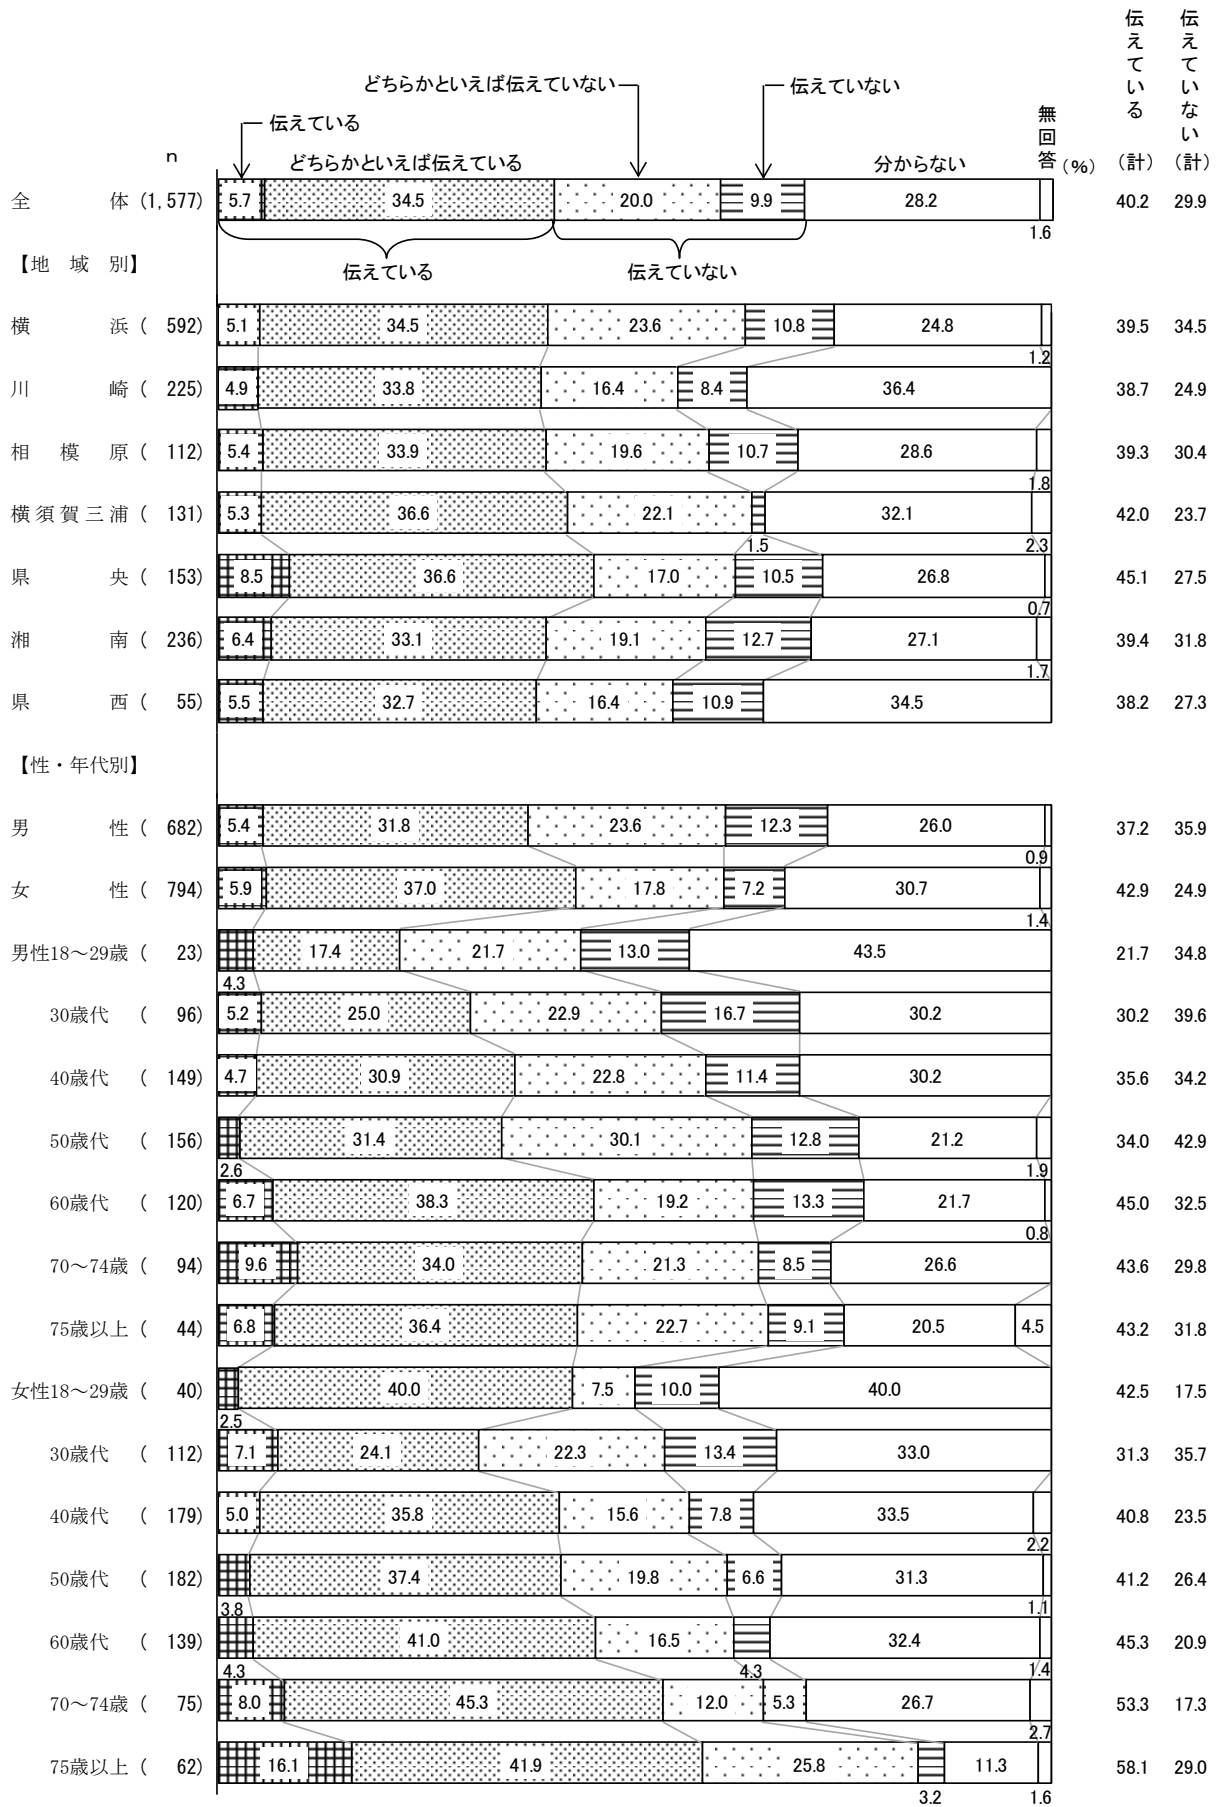 伝えている
伝えていない
どちらかといえば伝えていない
伝えていない
伝えている
無回答
n
どちらかといえば伝えている
分からない
(%)
(計)
(計)
全 体 (1,577) 5.7 34.5 20.0 9.9 28.2 40.2 29.9
1.6
【地 域 別】
伝えている
伝えていない
横 浜 ( 592) 5.1 34.5 23.6 10.8 24.8 39.5 34.5
1.2
川 崎 ( 225) 4.9 33.8 16.4 8.4 36.4 38.7 24.9
相 模 原 ( 112) 5.4 33.9 19.6 10.7 28.6 39.3 30.4
1.8
横須賀三浦 ( 131) 5.3 36.6 22.1 32.1 42.0 23.7
1.5 2.3
県 央 ( 153) 8.5 36.6 17.0 10.5 26.8 45.1 27.5
0.7
湘 南 ( 236) 6.4 33.1 19.1 12.7 27.1 39.4 31.8
1.7
県 西 ( 55) 5.5 32.7 16.4 10.9 34.5 38.2 27.3
【性・年代別】
男 性 ( 682) 5.4 31.8 23.6 12.3 26.0 37.2 35.9
0.9
女 性 ( 794) 5.9 37.0 17.8 7.2 30.7 42.9 24.9
1.4
男性18～29歳 ( 23) 17.4 21.7 13.0 43.5 21.7 34.8
4.3
30歳代 ( 96) 5.2 25.0 22.9 16.7 30.2 30.2 39.6
40歳代 ( 149) 4.7 30.9 22.8 11.4 30.2 35.6 34.2
50歳代 ( 156) 31.4 30.1 12.8 21.2 34.0 42.9
2.6 1.9
60歳代 ( 120) 6.7 38.3 19.2 13.3 21.7 45.0 32.5
0.8
70～74歳 ( 94) 9.6 34.0 21.3 8.5 26.6 43.6 29.8
75歳以上 ( 44) 6.8 36.4 22.7 9.1 20.5 4.5 43.2 31.8
女性18～29歳 ( 40) 40.0 7.5 10.0 40.0 42.5 17.5
2.5
30歳代 ( 112) 7.1 24.1 22.3 13.4 33.0 31.3 35.7
40歳代 ( 179) 5.0 35.8 15.6 7.8 33.5 40.8 23.5
2.2
50歳代 ( 182) 37.4 19.8 6.6 31.3 41.2 26.4
3.8 1.1
60歳代 ( 139) 41.0 16.5 32.4 45.3 20.9
4.3 4.3 1.4
70～74歳 ( 75) 8.0 45.3 12.0 5.3 26.7 53.3 17.3
2.7
75歳以上 ( 62) 16.1 41.9 25.8 11.3 58.1 29.0
3.2 1.6